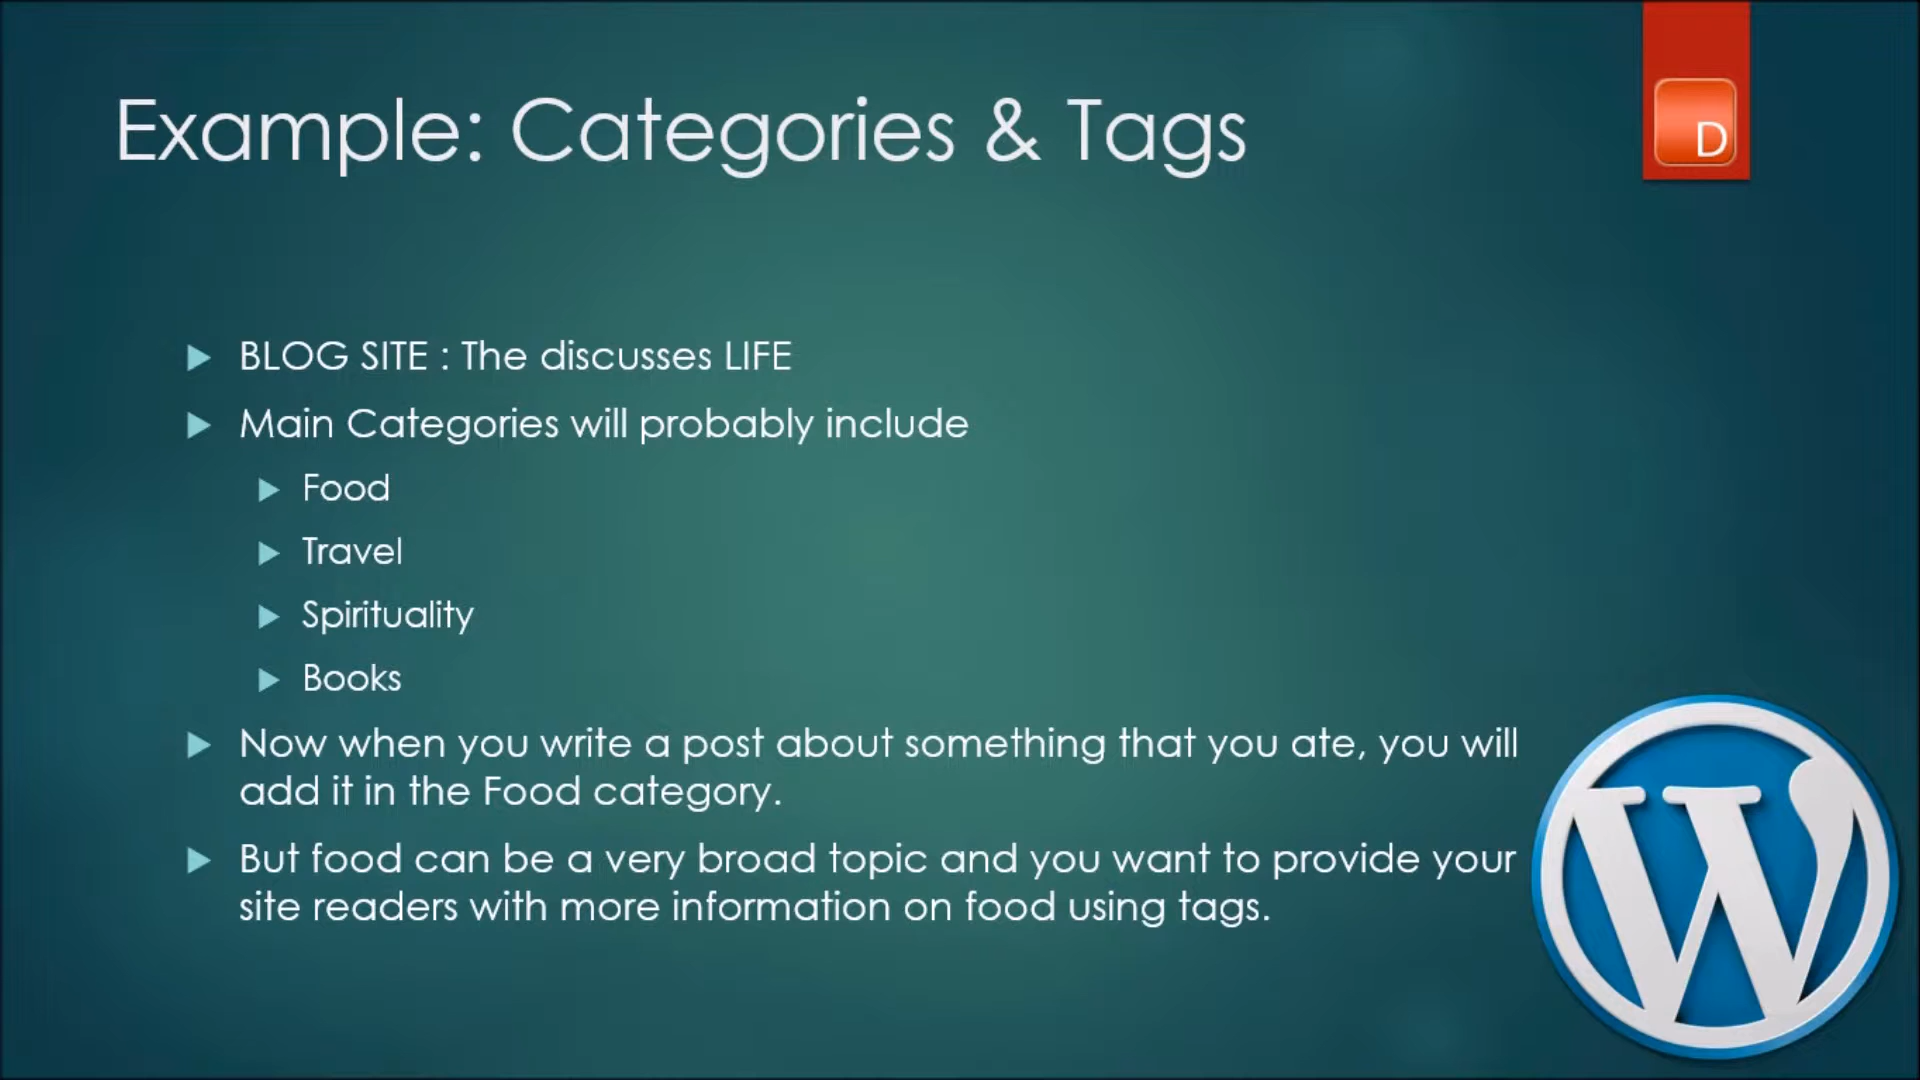 Example: Categories & Tags
D
BLOG SITE : The discusses LIFE
Main Categories will probably include
Food
Travel
Spirituality
Books
Now when you write a post about something that you ate, you will
add it in the Food category.
But food can be a very broad topic and you want to provide your
site readers with more information on food using tags.
W